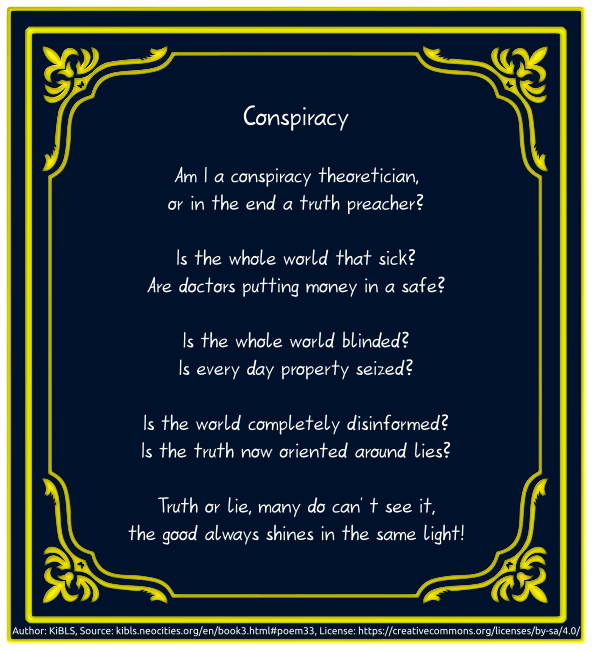 Conspiracy
Am I a conspiracy theoretician,
or in the end a truth preacher?
Is the whole world that sick?
Are doctors putting money in a safe?
Is the whole world blinded?
Is every day property seized?
Is the world completely disinformed?
Is the truth now oriented around lies?
Truth or lie, many do can' t see it,
the good always shines in the same light!
Author: KiBLS, Source: kibls.neocities.org/en/book3.html#poem33, License: https://creativecommons.org/licenses/by-sa/4.0/